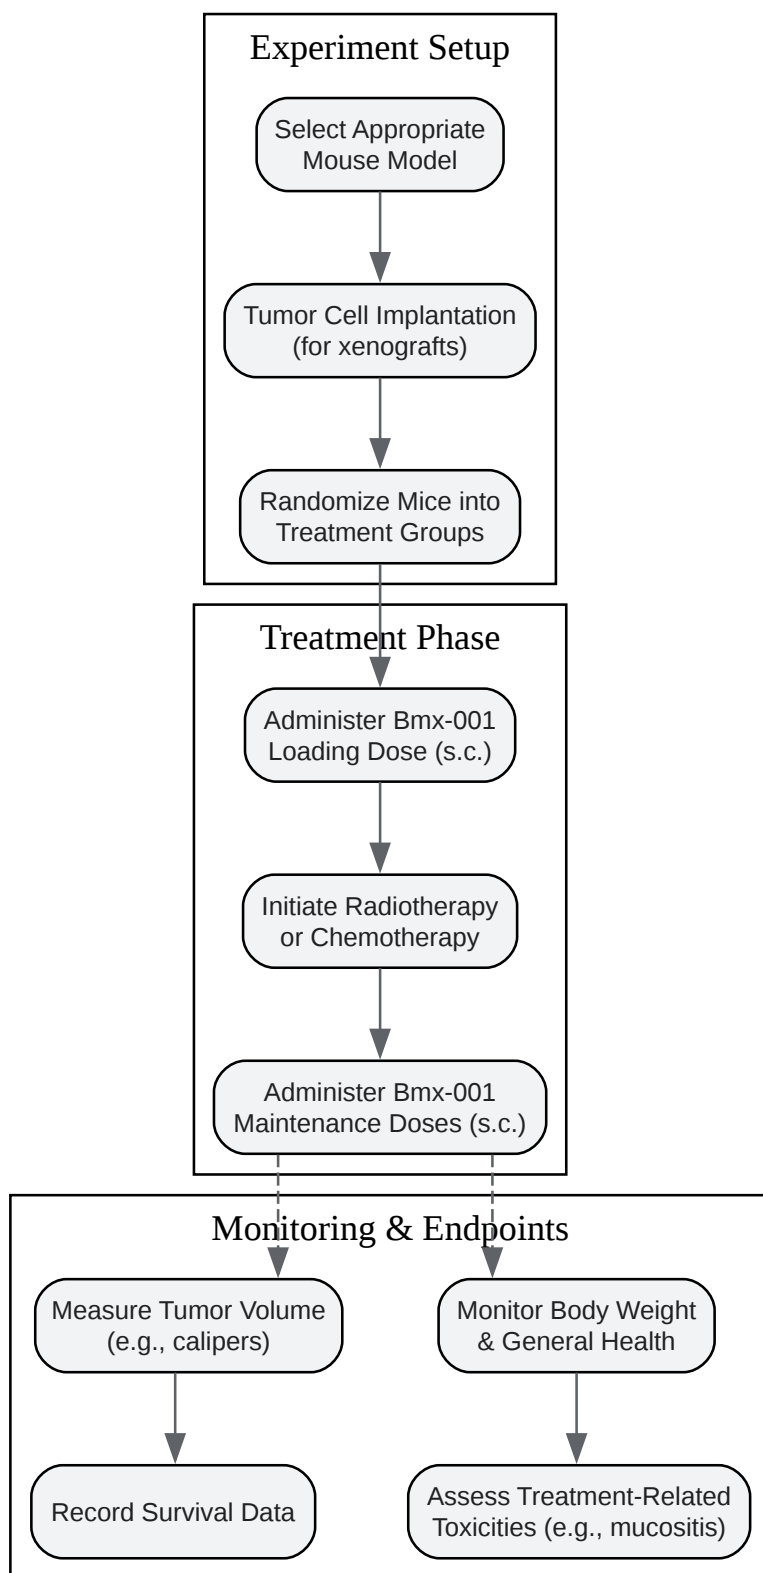 Experiment Setup
Select Appropriate
Mouse Model
Tumor Cell Implantation
(for xenografts)
Randomize Mice into
Treatment Groups
Treatment Phase
Administer Bmx-001
Loading Dose (s.c.)
Initiate Radiotherapy
or Chemotherapy
Administer Bmx-001
Maintenance Doses (s.c.)
Monitoring & Endpoints
Measure Tumor Volume
(e.g., calipers)
Monitor Body Weight
& General Health
Record Survival Data
Assess Treatment-Related
Toxicities (e.g., mucositis)